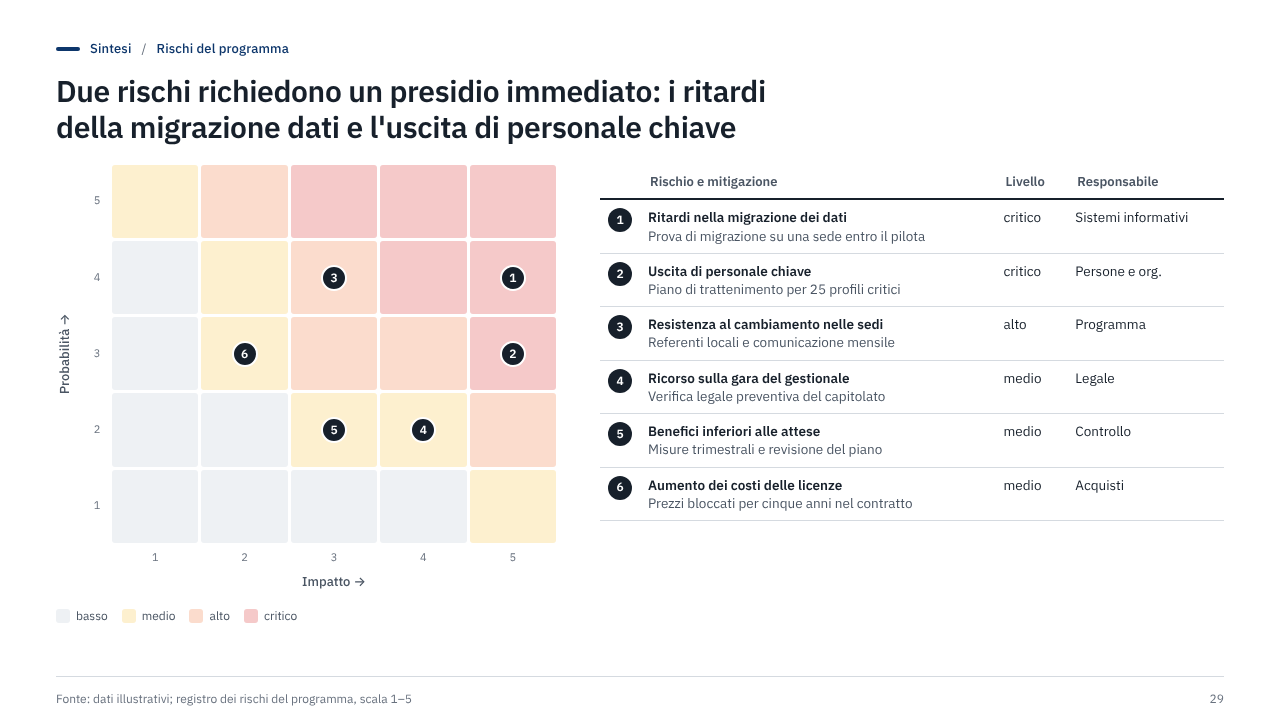 Sintesi / Rischi del programma
Due rischi richiedono un presidio immediato: i ritardi
della migrazione dati e l'uscita di personale chiave
Probabilità →
5
4
3
2
1
3
1
6
2
5
4
1
2
3
4
5
Impatto →
basso
medio
alto
critico
Rischio e mitigazione
Livello
Responsabile
1
Ritardi nella migrazione dei dati
Prova di migrazione su una sede entro il pilota
critico
Sistemi informativi
2
Uscita di personale chiave
Piano di trattenimento per 25 profili critici
critico
Persone e org.
3
Resistenza al cambiamento nelle sedi
Referenti locali e comunicazione mensile
alto
Programma
4
Ricorso sulla gara del gestionale
Verifica legale preventiva del capitolato
medio
Legale
5
Benefici inferiori alle attese
Misure trimestrali e revisione del piano
medio
Controllo
6
Aumento dei costi delle licenze
Prezzi bloccati per cinque anni nel contratto
medio
Acquisti
Fonte: dati illustrativi; registro dei rischi del programma, scala 1–5
29